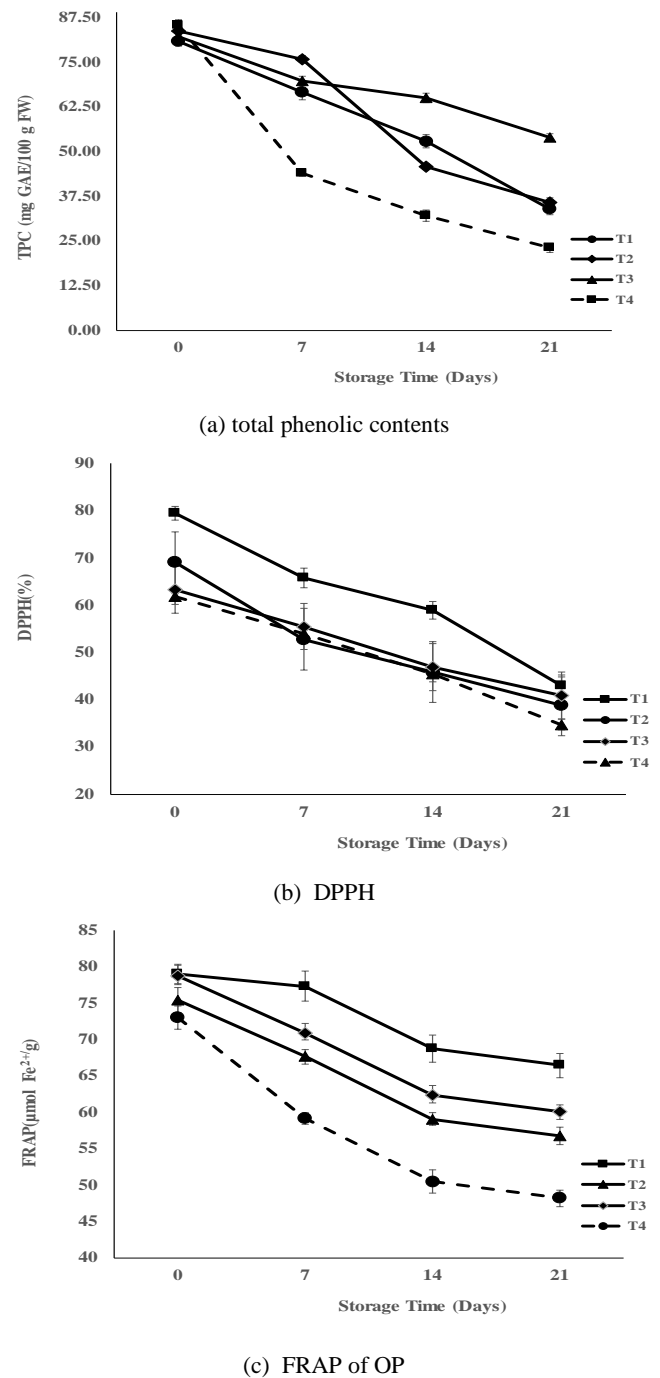 87.50
75.00
62.50
50.00
37.50
25.00
12.50
0.00
TPC (mg GAE/100 g FW)
T1
T2
T3
T4
0 7 14 21
Storage Time (Days)
(a) total phenolic contents
90
80
70
60
50
40
30
20
DPPH(%)
T1
T2
T3
T4
0 7 14 21
Storage Time (Days)
(b) DPPH
85
80
75
70
65
60
55
50
45
40
FRAP(μmol Fe²⁺/g)
T1
T2
T3
T4
0 7 14 21
Storage Time (Days)
(c) FRAP of OP